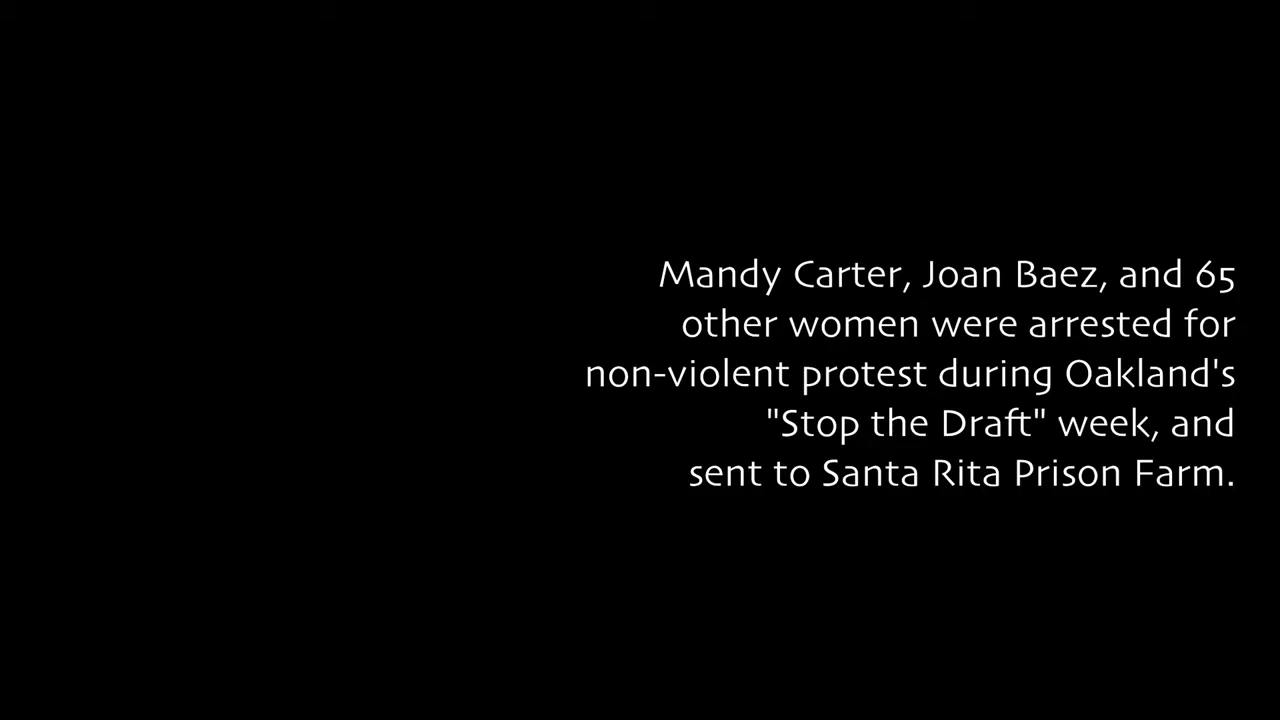 Mandy Carter, Joan Baez, and 65
other women were arrested for
non-violent protest during Oakland's
"Stop the Draft" week, and
sent to Santa Rita Prison Farm.